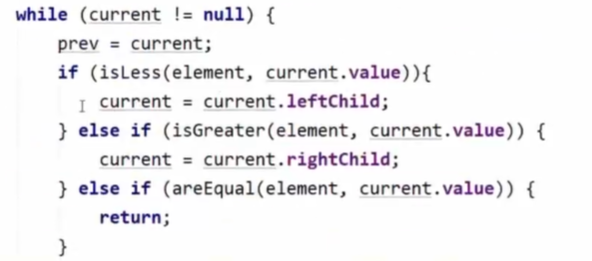 while (current != null) {
    prev = current;
    if (isLess(element, current.value)){
        current = current.leftChild;
    } else if (isGreater(element, current.value)) {
        current = current.rightChild;
    } else if (areEqual(element, current.value)) {
        return;
    }